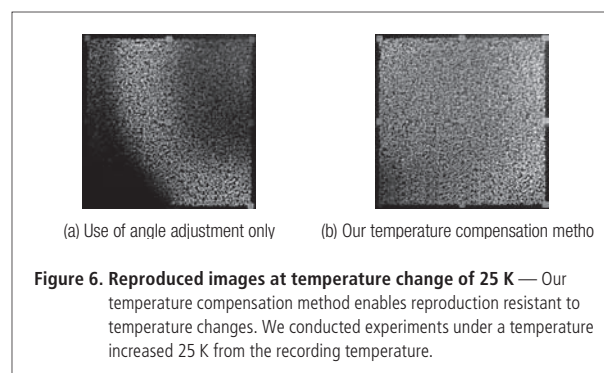 (a) Use of angle adjustment only
(b) Our temperature compensation metho
Figure 6. Reproduced images at temperature change of 25 K — Our
temperature compensation method enables reproduction resistant to
temperature changes. We conducted experiments under a temperature
increased 25 K from the recording temperature.